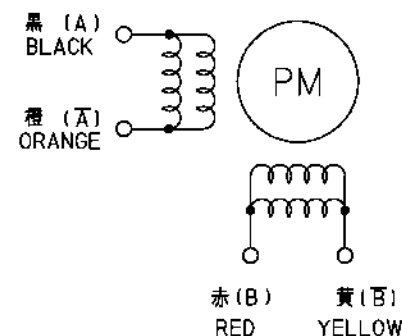 黒 (A)
BLACK
橙 (A̅)
ORANGE
PM
赤(B) 黄(B̅)
RED YELLOW